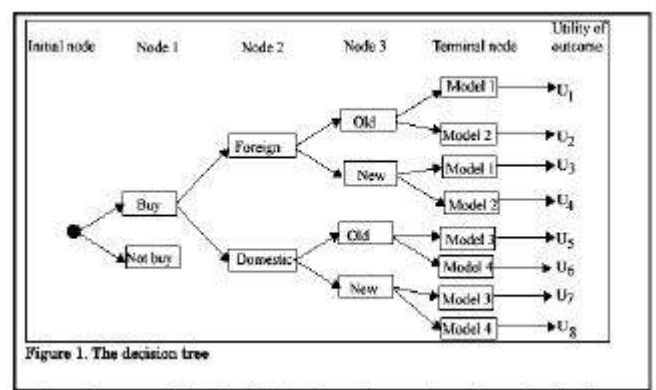 Utility of
Initial node Node 1 Node 2 Node 3 Terminal node outcome
Model 1 U1
Old
Model 2 U2
Foreign
Model 1 U3
New
Model 2 U4
Buy
Old Model 3 U5
Not buy Domestic Model 4 U6
New Model 3 U7
Model 4 U8
Figure 1. The decision tree